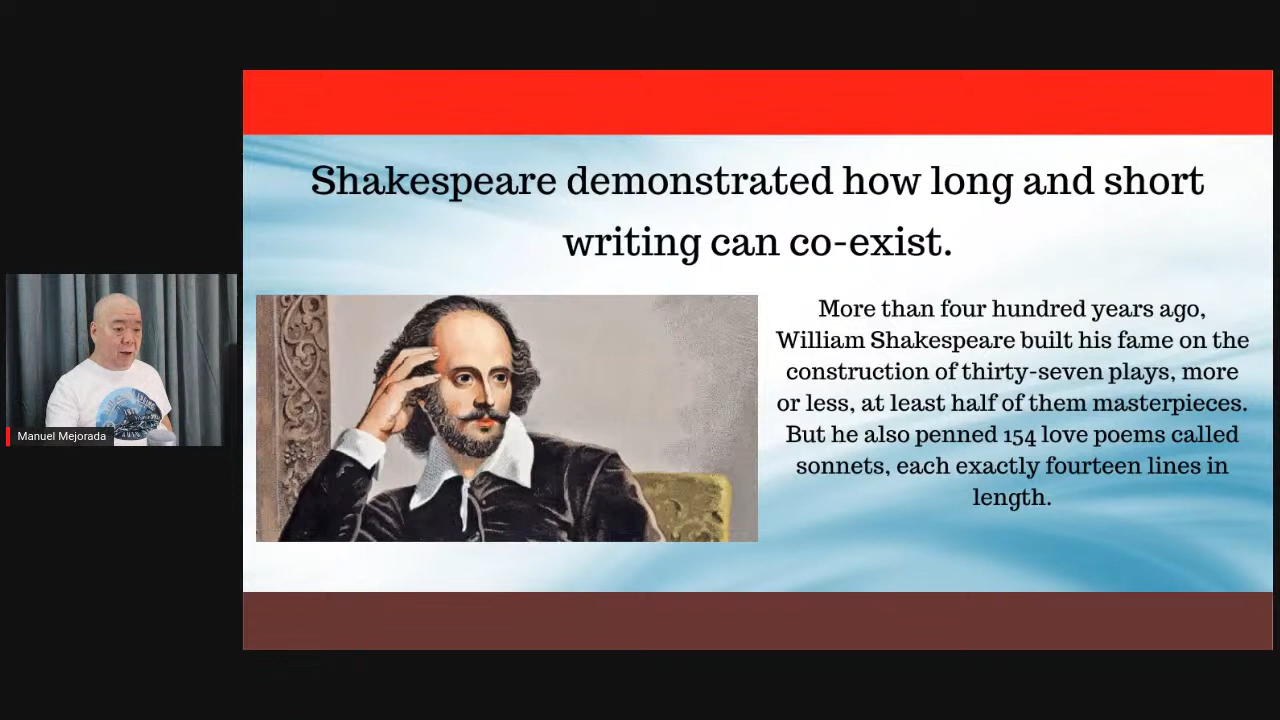 Shakespeare demonstrated how long and short
writing can co-exist.
More than four hundred years ago,
William Shakespeare built his fame on the
construction of thirty-seven plays, more
or less, at least half of them masterpieces.
But he also penned 154 love poems called
sonnets, each exactly fourteen lines in
length.
Manuel Mejorada